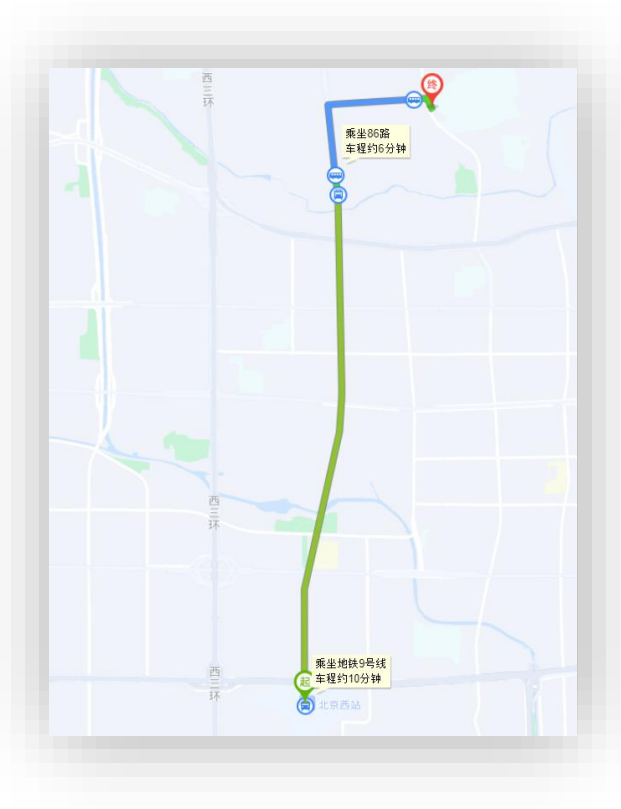 西三环
终
乘坐86路
车程约6分钟
西三环
乘坐地铁9号线
车程约10分钟
起
西三环
北京西站